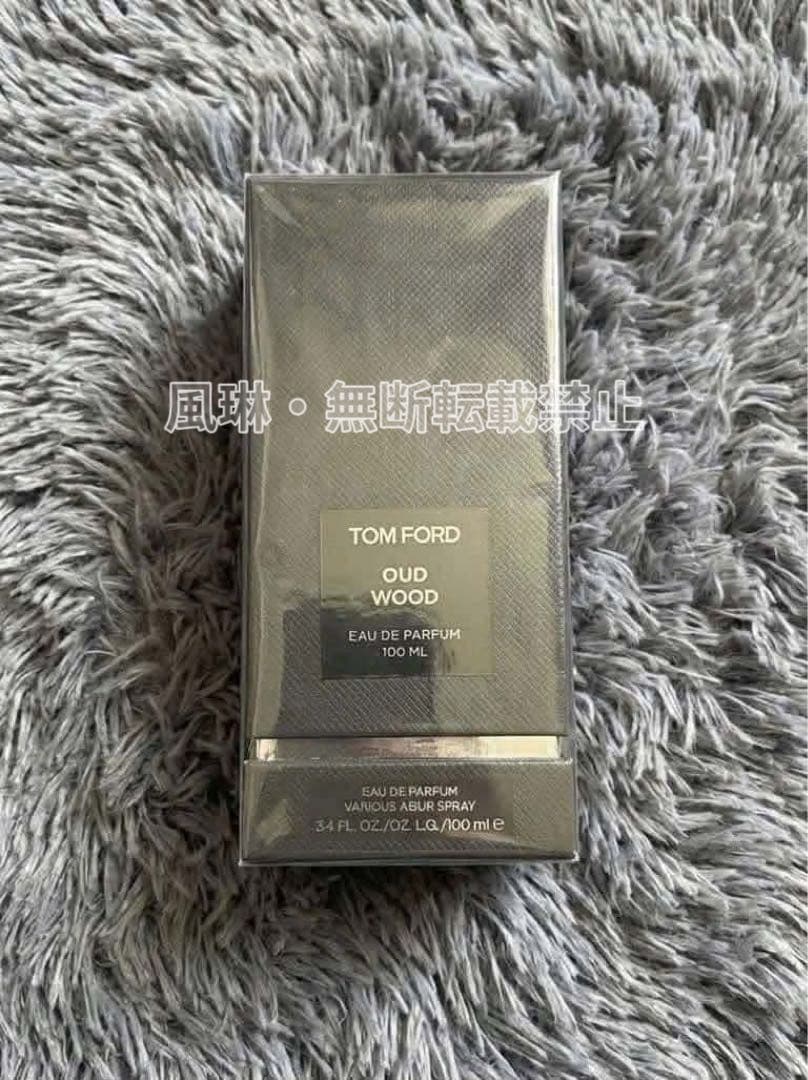 風琳・無断転載禁止
TOM FORD
OUD
WOOD
EAU DE PARFUM
100 ML
EAU DE PARFUM
VARIOUS ABUR SPRAY
3.4 FL. OZ./OZ. LG./100 ml e